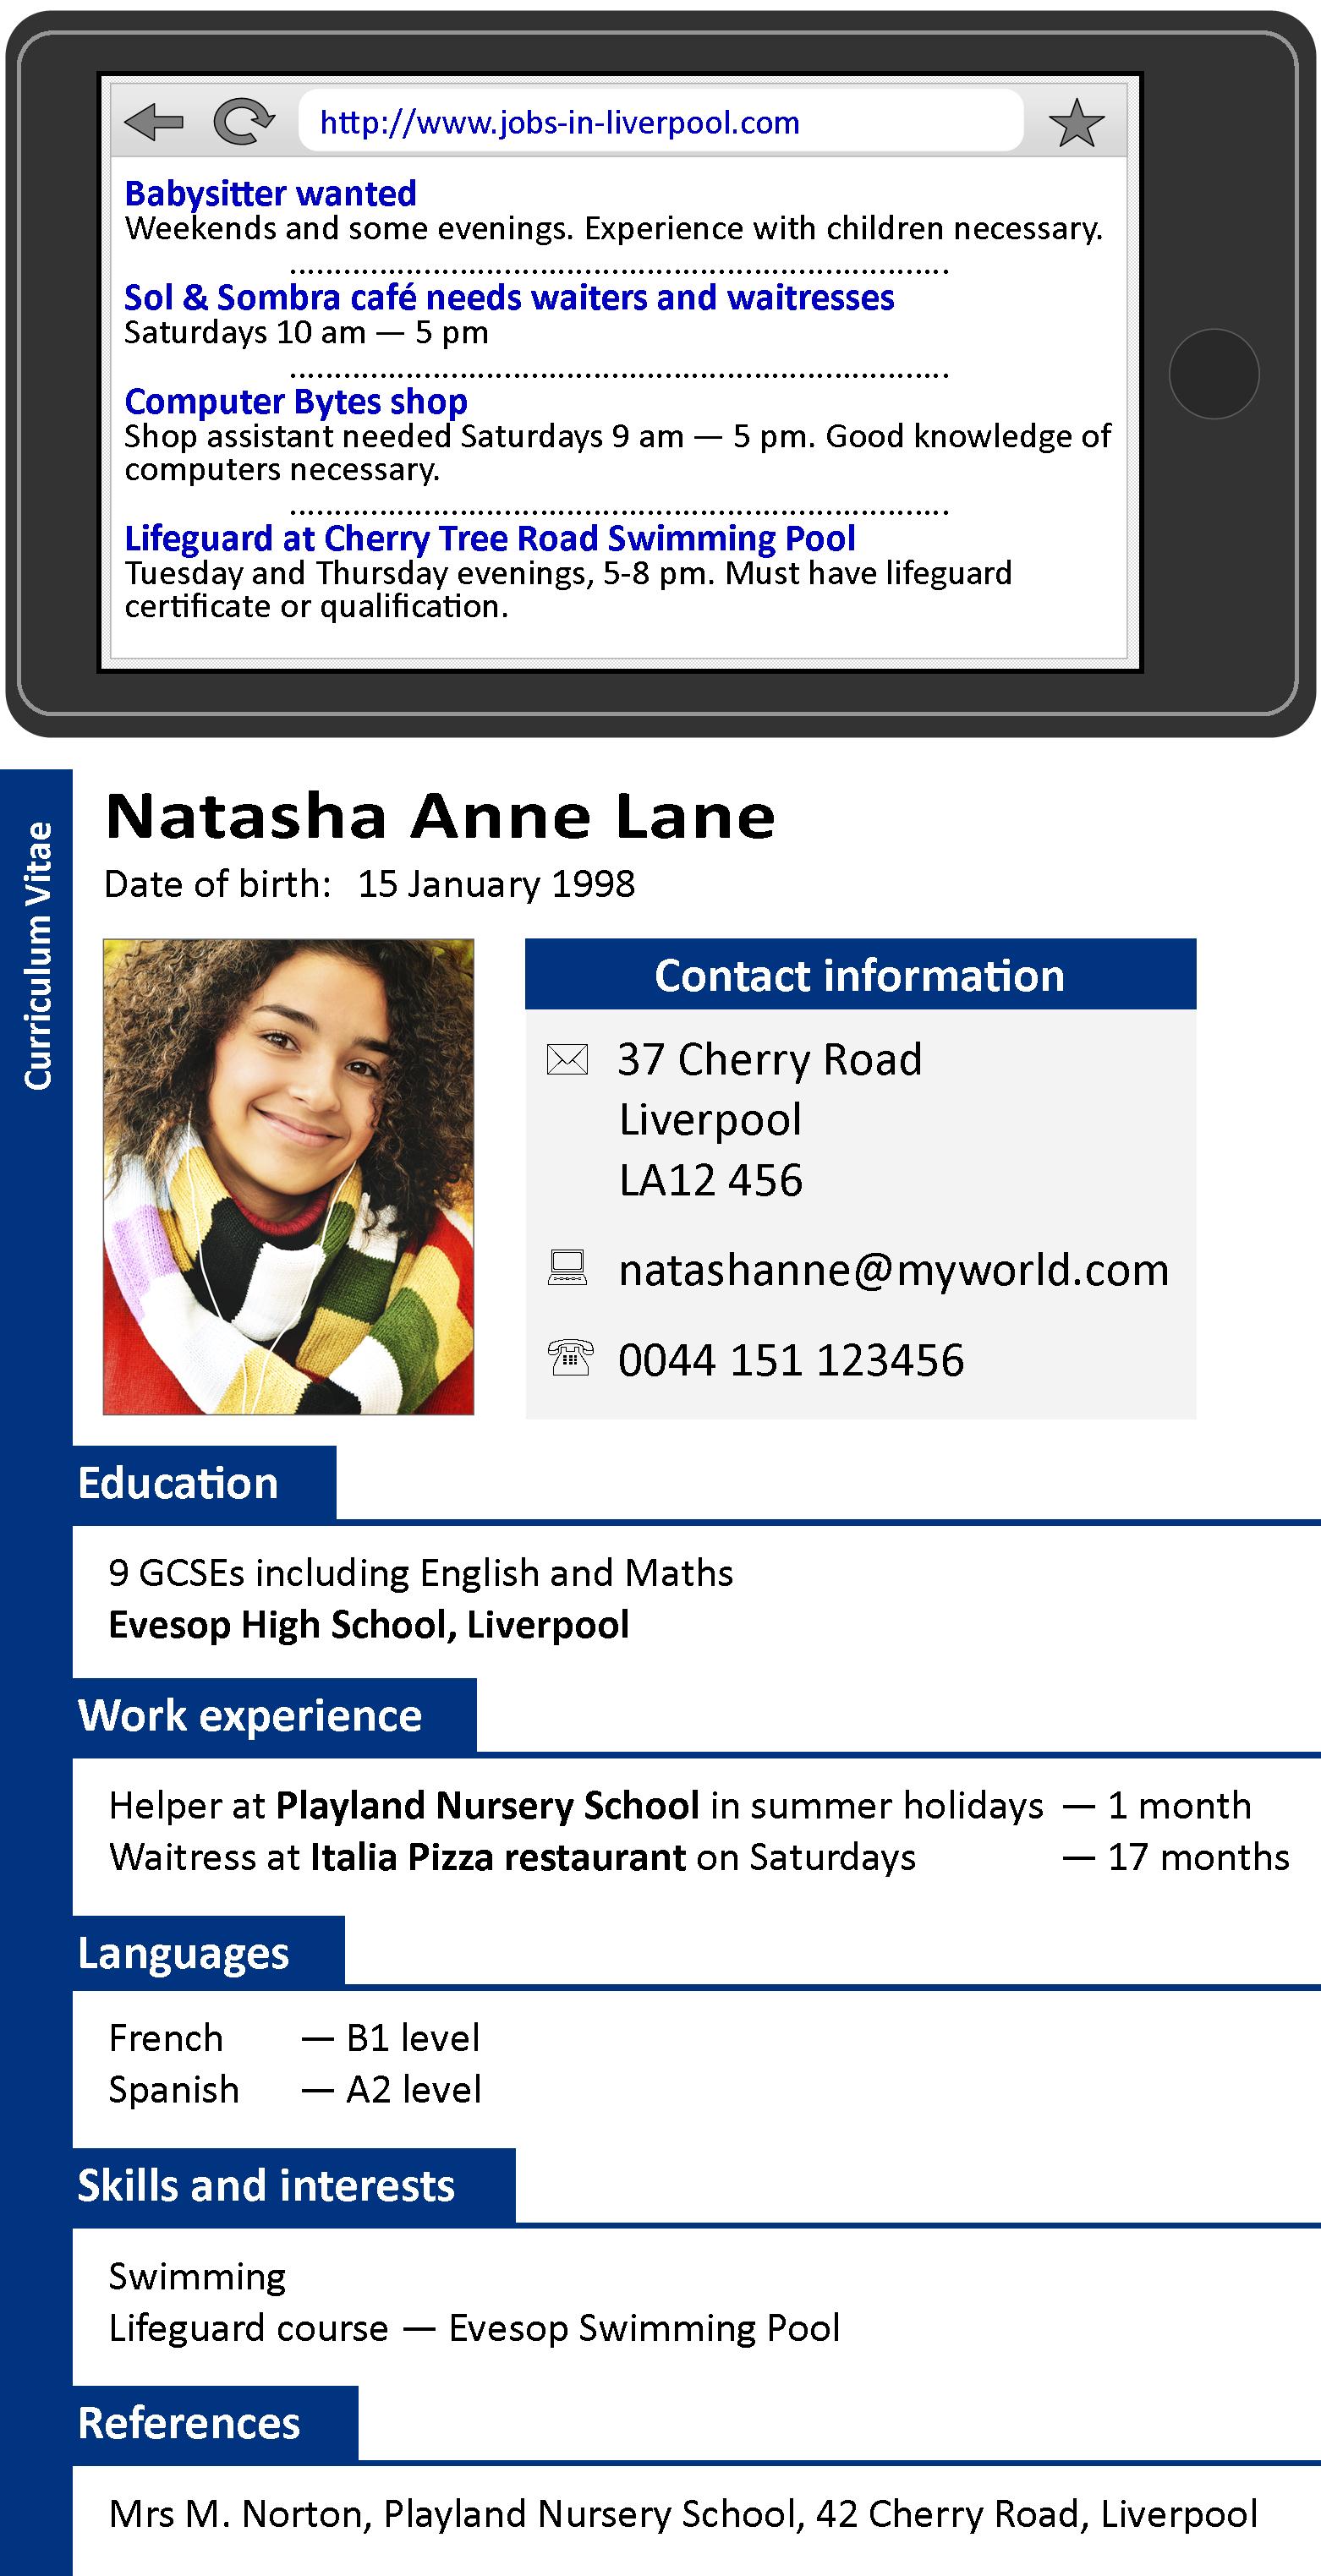 http://www.jobs-in-liverpool.com
Babysitter wanted
Weekends and some evenings. Experience with children necessary.
Sol & Sombra café needs waiters and waitresses
Saturdays 10 am — 5 pm
Computer Bytes shop
Shop assistant needed Saturdays 9 am — 5 pm. Good knowledge of
computers necessary.
Lifeguard at Cherry Tree Road Swimming Pool
Tuesday and Thursday evenings, 5-8 pm. Must have lifeguard
certificate or qualification.
Curriculum Vitae
Natasha Anne Lane
Date of birth: 15 January 1998
Contact information
37 Cherry Road
Liverpool
LA12 456
natashanne@myworld.com
0044 151 123456
Education
9 GCSEs including English and Maths
Evesop High School, Liverpool
Work experience
Helper at Playland Nursery School in summer holidays — 1 month
Waitress at Italia Pizza restaurant on Saturdays — 17 months
Languages
French — B1 level
Spanish — A2 level
Skills and interests
Swimming
Lifeguard course — Evesop Swimming Pool
References
Mrs M. Norton, Playland Nursery School, 42 Cherry Road, Liverpool